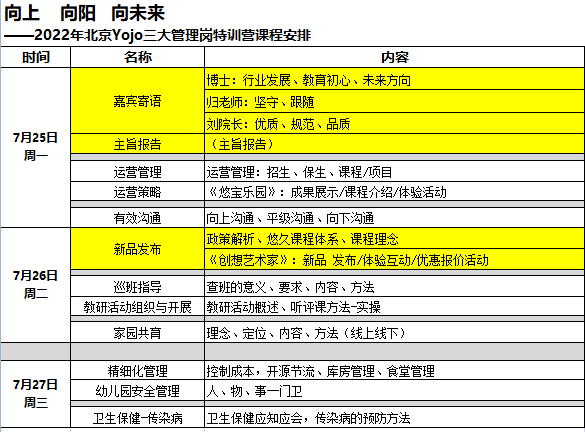 向上 向阳 向未来
——2022年北京Yojo三大管理岗特训营课程安排
时间 名称 内容
7月25日
周一
嘉宾寄语
博士：行业发展、教育初心、未来方向
归老师：坚守、跟随
刘院长：优质、规范、品质
主旨报告 （主旨报告）
运营管理 运营管理：招生、保生、课程/项目
运营策略 《悠宝乐园》：成果展示/课程介绍/体验活动
有效沟通 向上沟通、平级沟通、向下沟通
7月26日
周二
新品发布
政策解析、悠久课程体系、课程理念
《创想艺术家》：新品 发布/体验互动/优惠报价活动
巡班指导 查班的意义、要求、内容、方法
教研活动组织与开展 教研活动概述、听评课方法-实操
家园共育 理念、定位、内容、方法（线上线下）
7月27日
周三
精细化管理 控制成本，开源节流、库房管理、食堂管理
幼儿园安全管理 人、物、事一门卫
卫生保健-传染病 卫生保健应知应会，传染病的预防方法